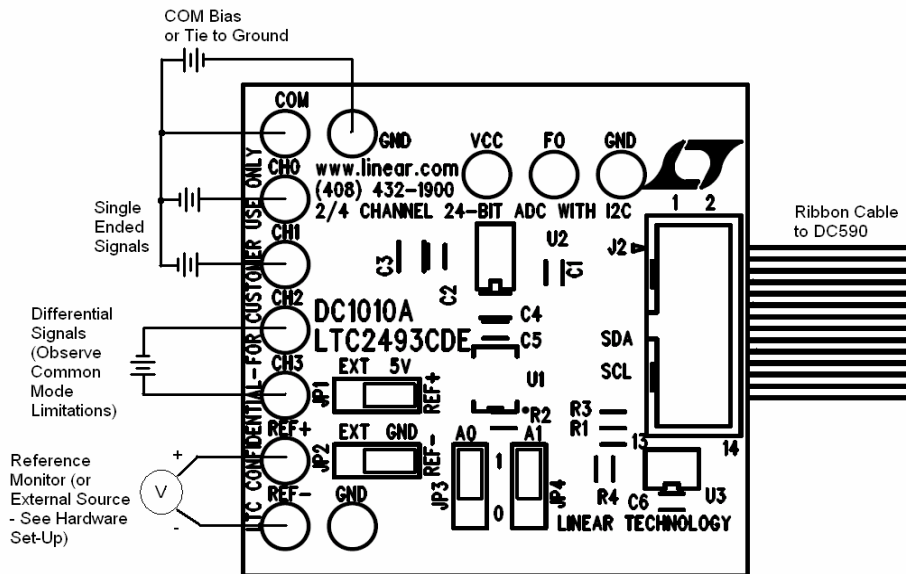 COM Bias
or Tie to Ground
COM
GND
VCC
FO
GND
CH0
www.linear.com
(408) 432-1900
2/4 CHANNEL 24-BIT ADC WITH I2C
1 2
Single
Ended
Signals
CH1
C3
C2
U2
C1
J2
Ribbon Cable
to DC590
Differential
Signals
(Observe
Common
Mode
Limitations)
CH2
DC1010A
LTC2493CDE
C4
C5
SDA
SCL
CH3
JP1
EXT 5V
REF+
U1
R2
R3
R1
13
14
REF+
JP2
EXT GND
REF-
A0
A1
1
0
JP3
JP4
R4
C6
U3
Reference
Monitor (or
External Source
- See Hardware
Set-Up)
+
V
-
REF-
GND
LINEAR TECHNOLOGY
LTC CONFIDENTIAL-FOR CUSTOMER USE ONLY